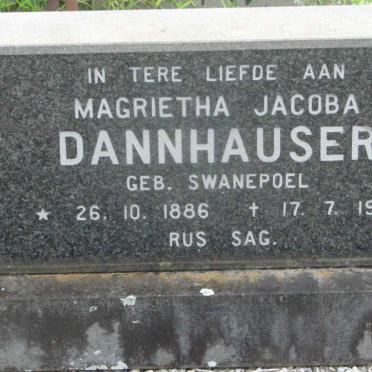 IN TERE LIEFDE AAN
MAGRIETHA JACOBA
DANNHAUSER
GEB. SWANEPOEL
★ 26. 10. 1886 † 17. 7. 19
RUS SAG.